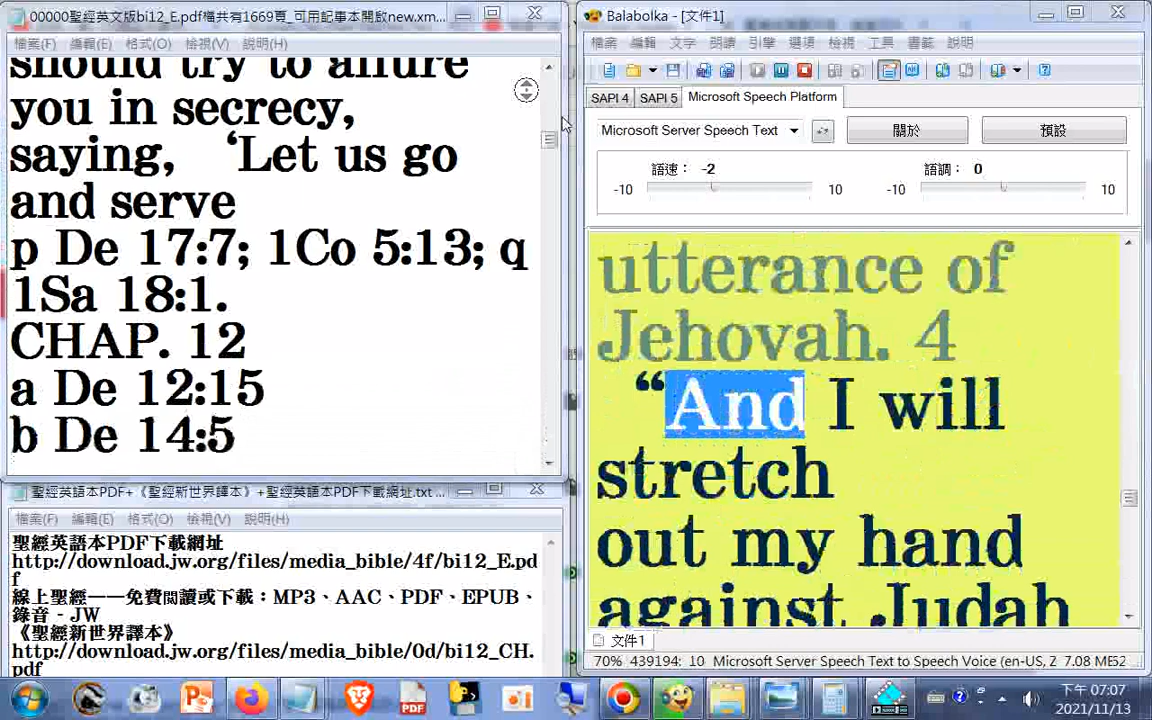 00000聖經英文版bi12_E.pdf檔共有1669頁_可用記事本開啟new.xm...
檔案(F) 編輯(E) 格式(O) 檢視(V) 說明(H)
should try to allure
you in secrecy,
saying, ‘Let us go
and serve
p De 17:7; 1Co 5:13; q
1Sa 18:1.
CHAP. 12
a De 12:15
b De 14:5
聖經英語本PDF+《聖經新世界譯本》+聖經英語本PDF下載網址.txt ...
檔案(F) 編輯(E) 格式(O) 檢視(V) 說明(H)
聖經英語本PDF下載網址
http://download.jw.org/files/media_bible/4f/bi12_E.pd
f
線上聖經——免費閱讀或下載：MP3、AAC、PDF、EPUB、
錄音 - JW
《聖經新世界譯本》
http://download.jw.org/files/media_bible/0d/bi12_CH.
pdf
Balabolka - [文件1]
檔案 編輯 文字 朗讀 引擎 選項 檢視 工具 書籤 說明
SAPI 4 SAPI 5 Microsoft Speech Platform
Microsoft Server Speech Text 關於 預設
語速： -2 語調： 0
-10 10 -10 10
utterance of
Jehovah. 4
“And I will
stretch
out my hand
against Judah
文件1
70% 439194: 10 Microsoft Server Speech Text to Speech Voice (en-US, Z 7.08 ME52
下午 07:07
2021/11/13